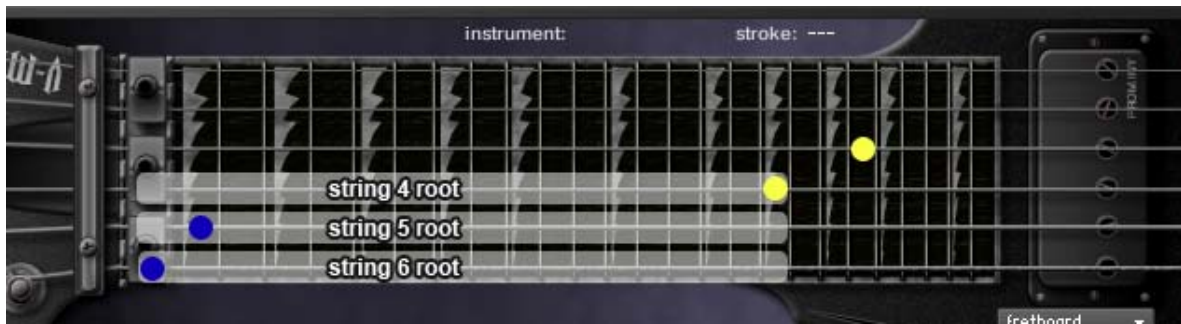 instrument: stroke: ---
string 4 root
string 5 root
string 6 root
fretboard